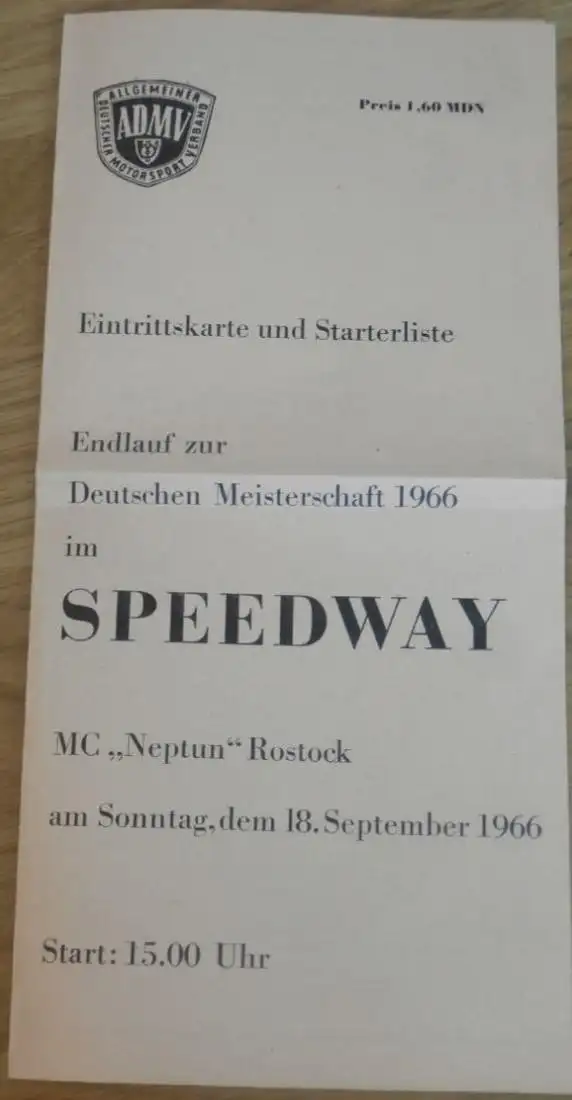 ALLGEMEINER
DEUTSCHER
ADMV
MOTORSPORT
VERBAND
Preis 1,60 MDN
Eintrittskarte und Starterliste
Endlauf zur
Deutschen Meisterschaft 1966
im
SPEEDWAY
MC „Neptun“ Rostock
am Sonntag, dem 18. September 1966
Start: 15.00 Uhr